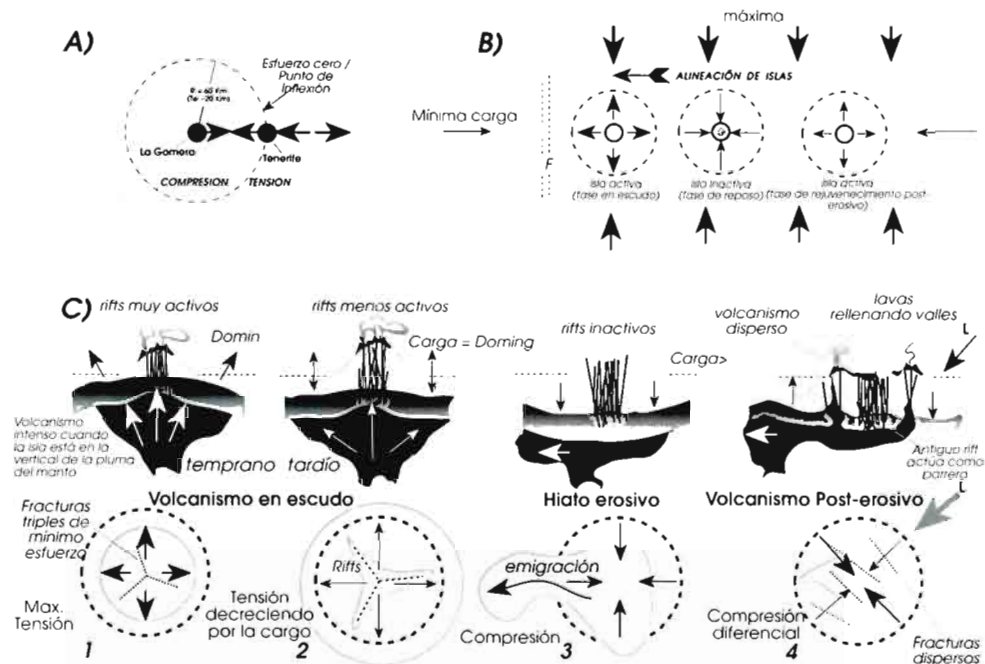 A)
Esfuerzo cero /
Punto de
Inflexión
R = 60 Km.
La Gomera
Tenerife
COMPRESION
TENSION
B)
máxima
ALINEACIÓN DE ISLAS
Mínima carga
F
isla activa
(fase en escudo)
isla inactiva
(fase de reposo)
isla activa
(fase de rejuvenecimiento post-
erosivo)
C)
rifts muy activos
Domin
Volcanismo
intenso cuando
la isla está en la
vertical de la pluma
del manto
temprano
rifts menos activos
Carga = Doming
tardío
rifts inactivos
Carga>
volcanismo
disperso
lavas
rellenando valles
L
Antiguo rift
actúa como
barrera
Volcanismo en escudo
Hiato erosivo
Volcanismo Post-erosivo
L
Fracturas
triples de
mínimo
esfuerzo
Max.
Tensión
1
Rifts
Tensión
decreciendo
por la cargo
2
emigración
Compresión
3
Compresión
diferencial
4
Fracturas
dispersos